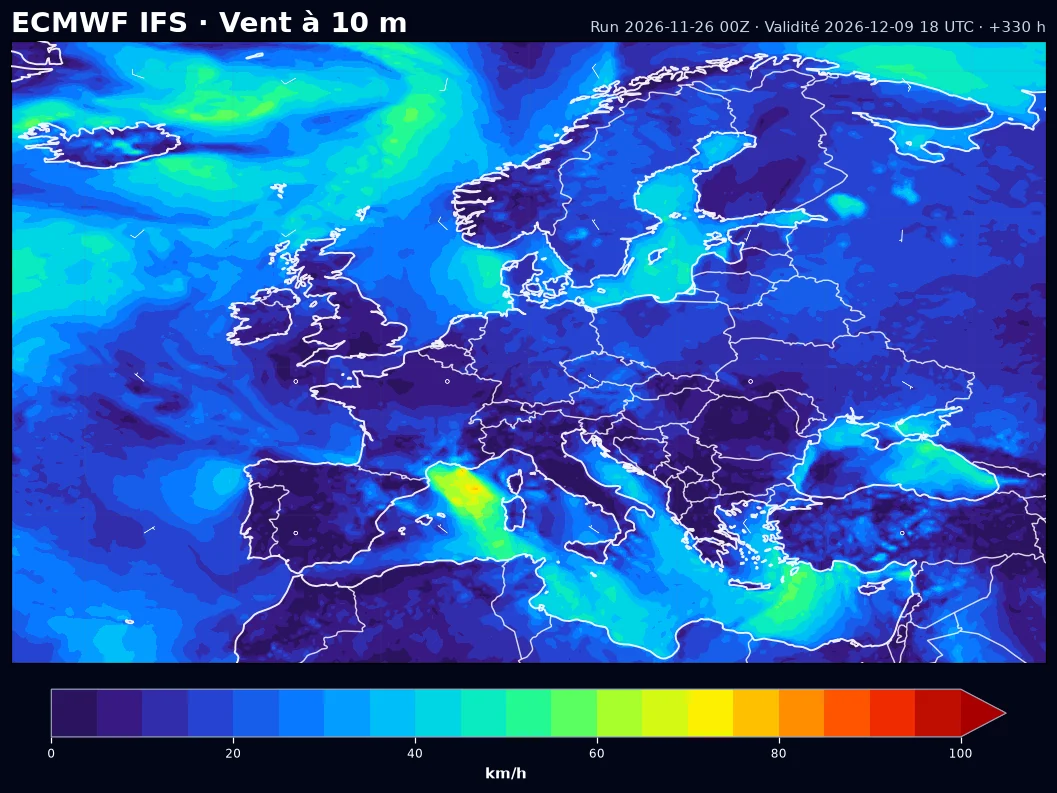 ECMWF IFS · Vent à 10 m
Run 2026-11-26 00Z · Validité 2026-12-09 18 UTC · +330 h
0 20 40 60 80 100
km/h